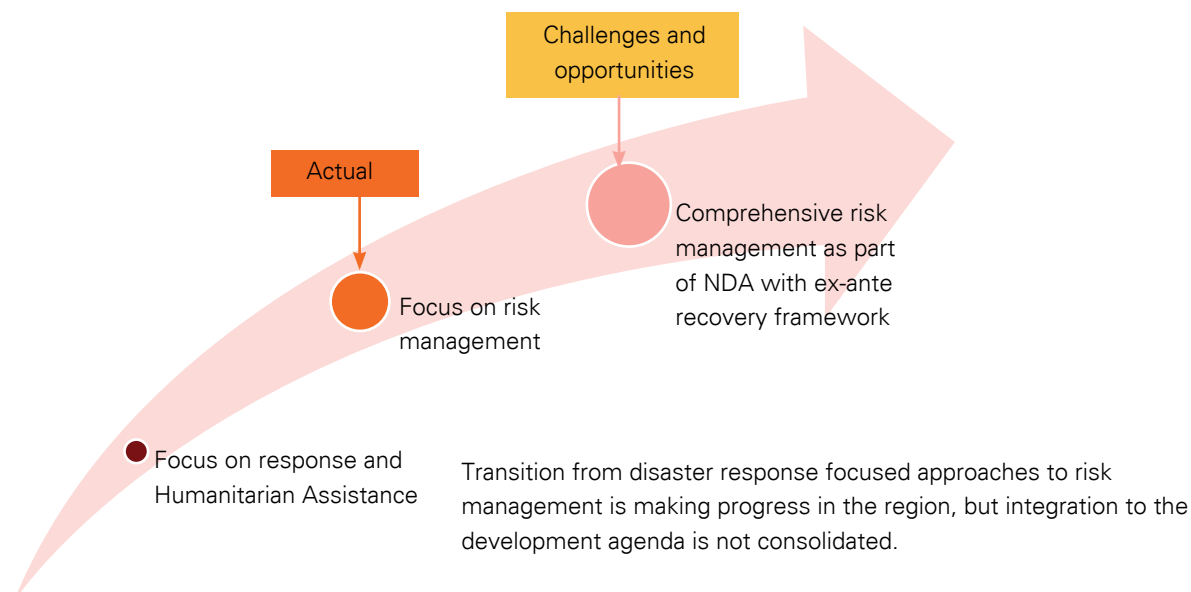 Challenges and
opportunities
Actual
Comprehensive risk
management as part
of NDA with ex-ante
recovery framework
Focus on risk
management
Focus on response and
Humanitarian Assistance
Transition from disaster response focused approaches to risk
management is making progress in the region, but integration to the
development agenda is not consolidated.